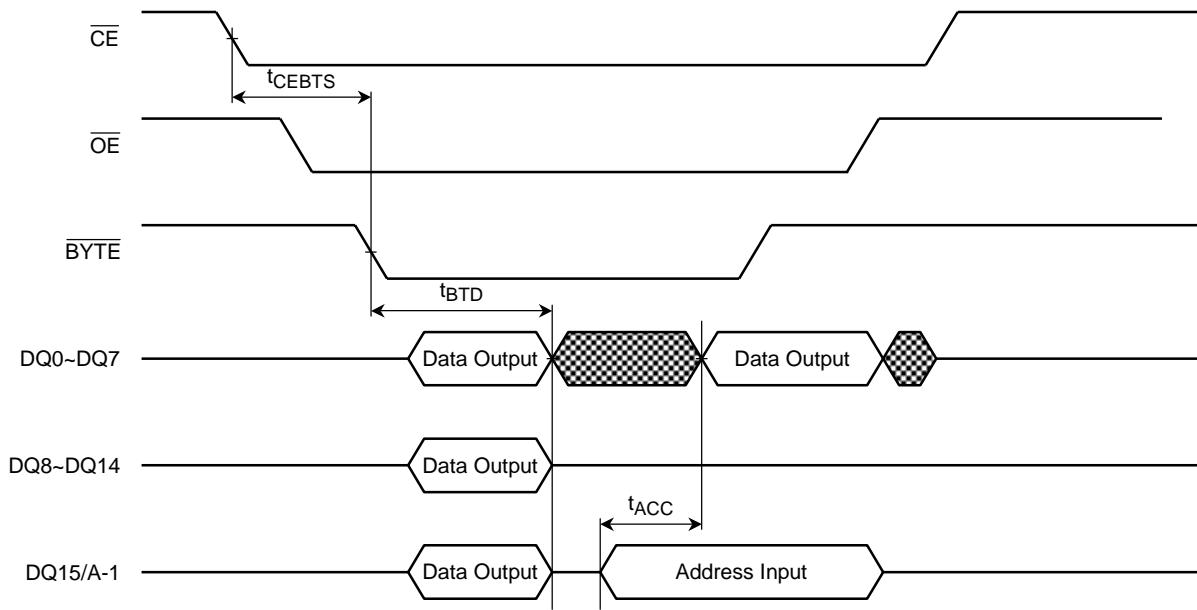 CE
tCEBTS
OE
BYTE
tBTD
DQ0~DQ7 Data Output Data Output
DQ8~DQ14 Data Output
tACC
DQ15/A-1 Data Output Address Input